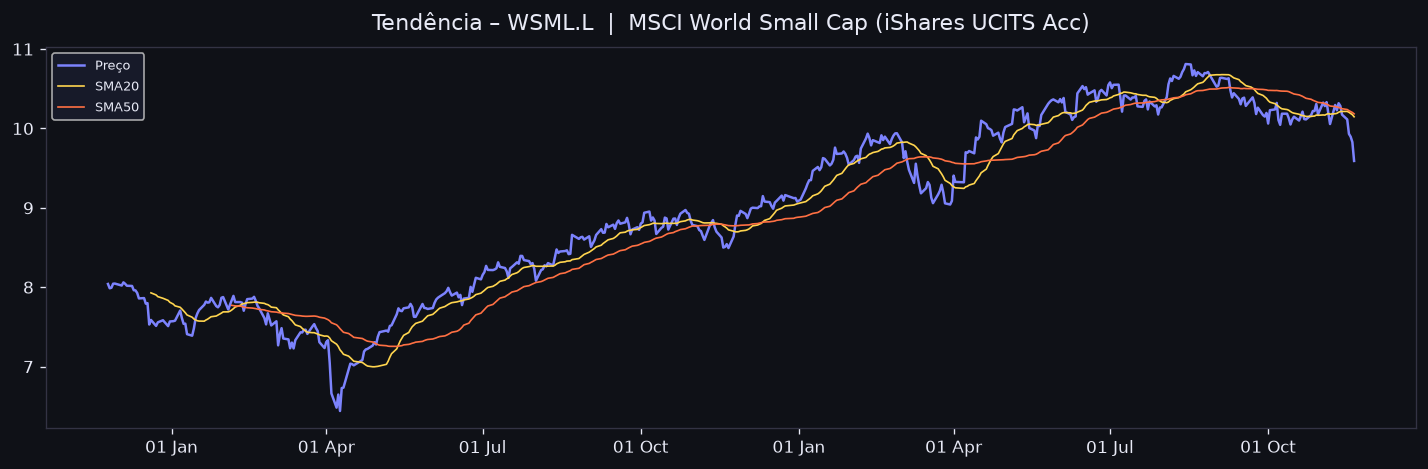 Tendência – WSML.L | MSCI World Small Cap (iShares UCITS Acc)
Preço
SMA20
SMA50
11
10
9
8
7
01 Jan 01 Apr 01 Jul 01 Oct 01 Jan 01 Apr 01 Jul 01 Oct